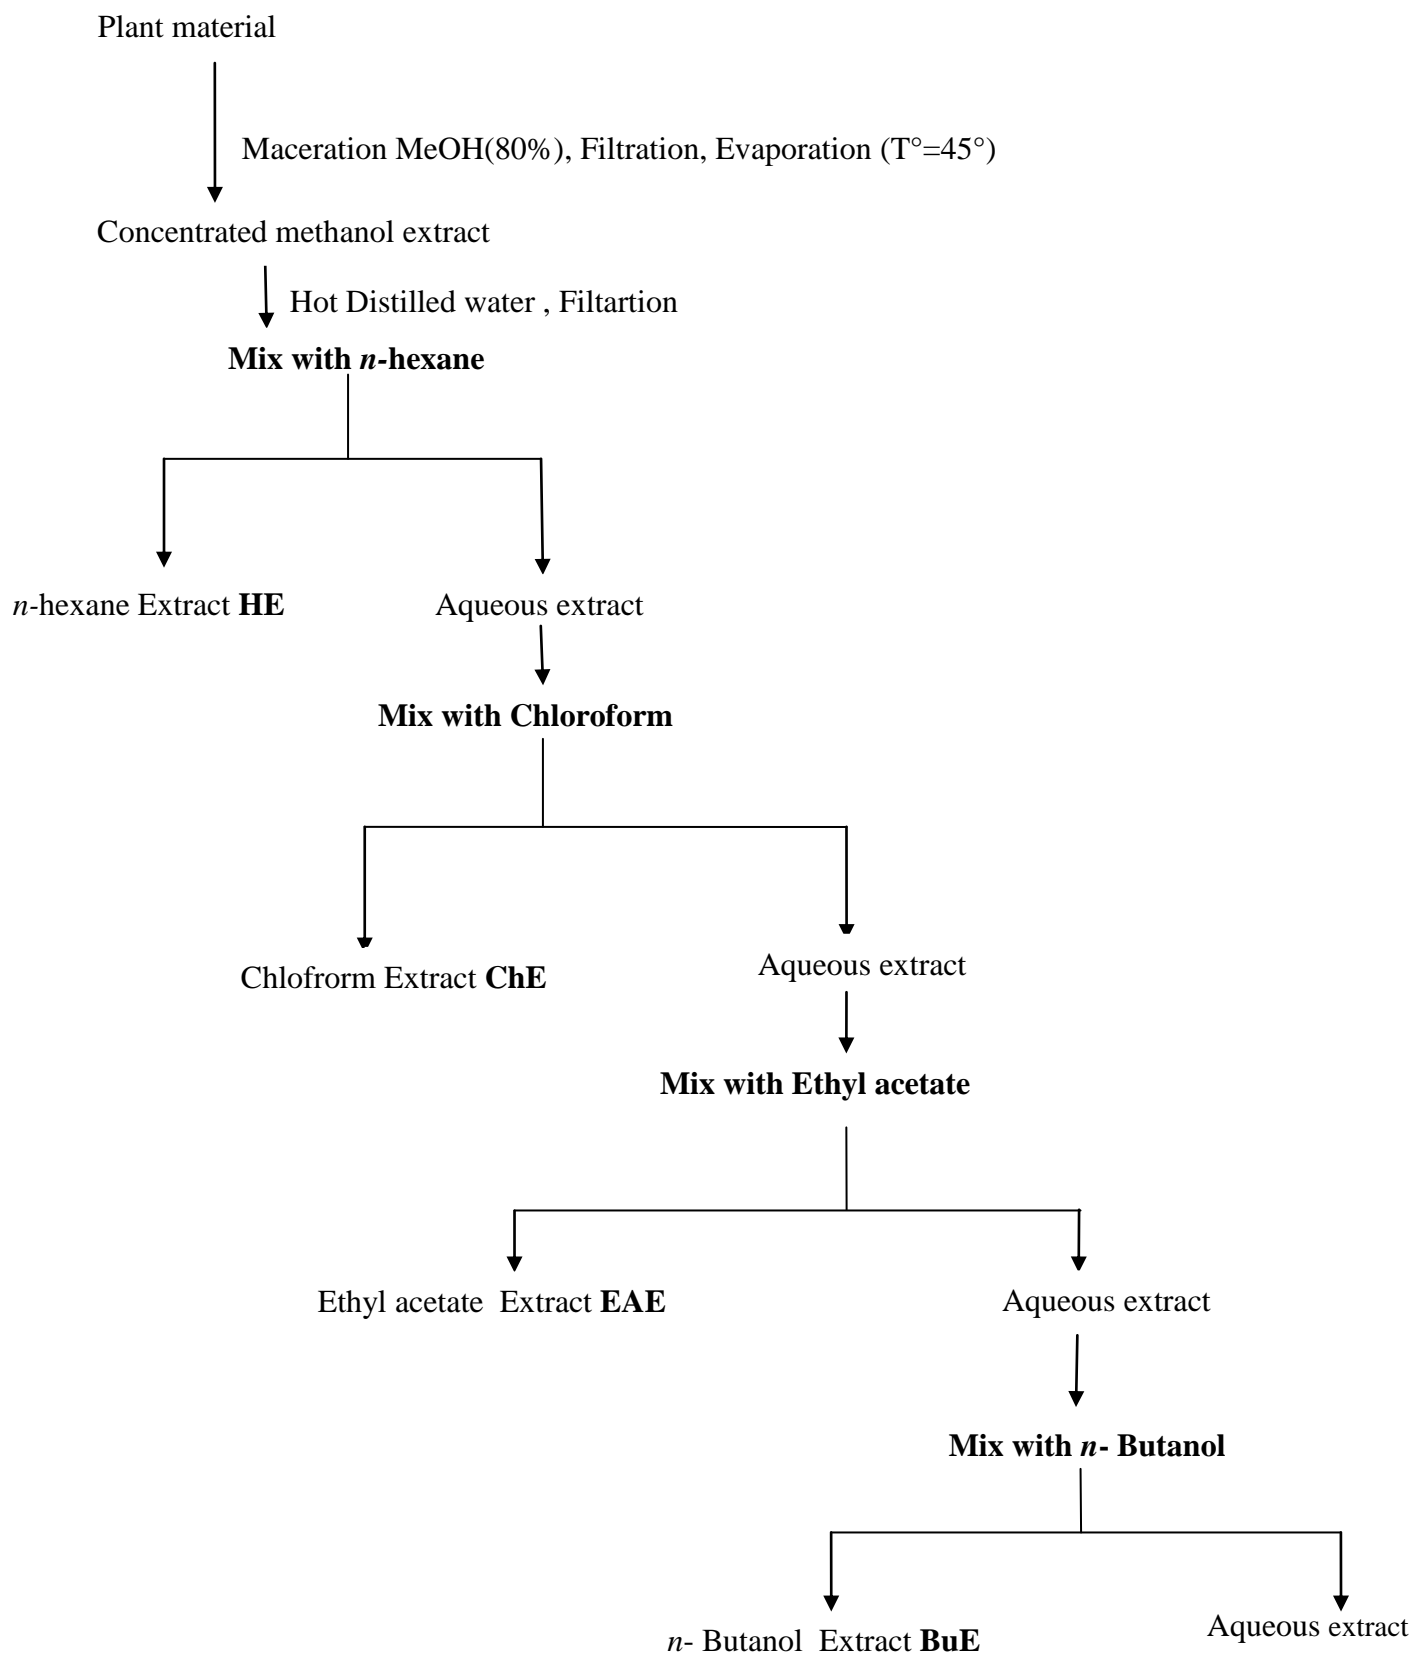 Plant material
Maceration MeOH(80%), Filtration, Evaporation (T°=45°)
Concentrated methanol extract
Hot Distilled water , Filtartion
Mix with n-hexane
n-hexane Extract HE
Aqueous extract
Mix with Chloroform
Chlofrorm Extract ChE
Aqueous extract
Mix with Ethyl acetate
Ethyl acetate  Extract EAE
Aqueous extract
Mix with n- Butanol
n- Butanol  Extract BuE
Aqueous extract